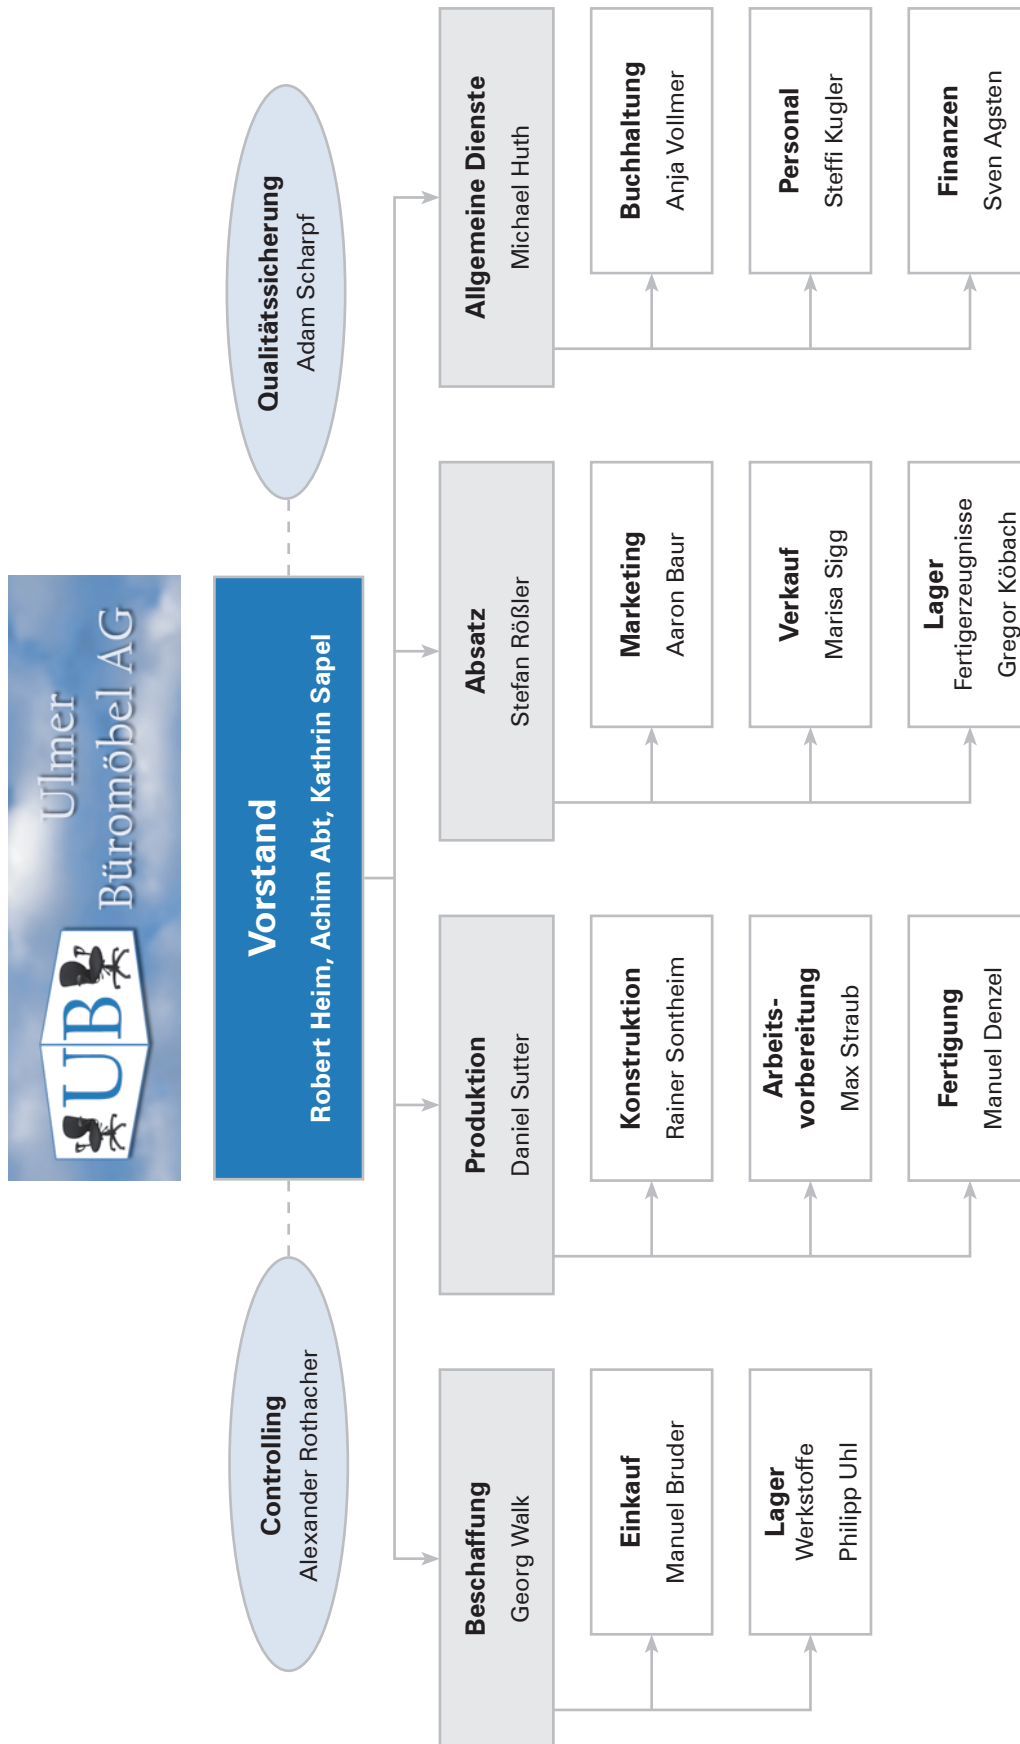 UB
Ulmer
Büromöbel AG
Controlling
Alexander Rothacher
Vorstand
Robert Heim, Achim Abt, Kathrin Sapel
Qualitätssicherung
Adam Scharpf
Beschaffung
Georg Walk
Produktion
Daniel Sutter
Absatz
Stefan Rößler
Allgemeine Dienste
Michael Huth
Einkauf
Manuel Bruder
Konstruktion
Rainer Sontheim
Marketing
Aaron Baur
Buchhaltung
Anja Vollmer
Lager
Werkstoffe
Philipp Uhl
Arbeits-
vorbereitung
Max Straub
Verkauf
Marisa Sigg
Personal
Steffi Kugler
Fertigung
Manuel Denzel
Lager
Fertigerzeugnisse
Gregor Köbach
Finanzen
Sven Agsten